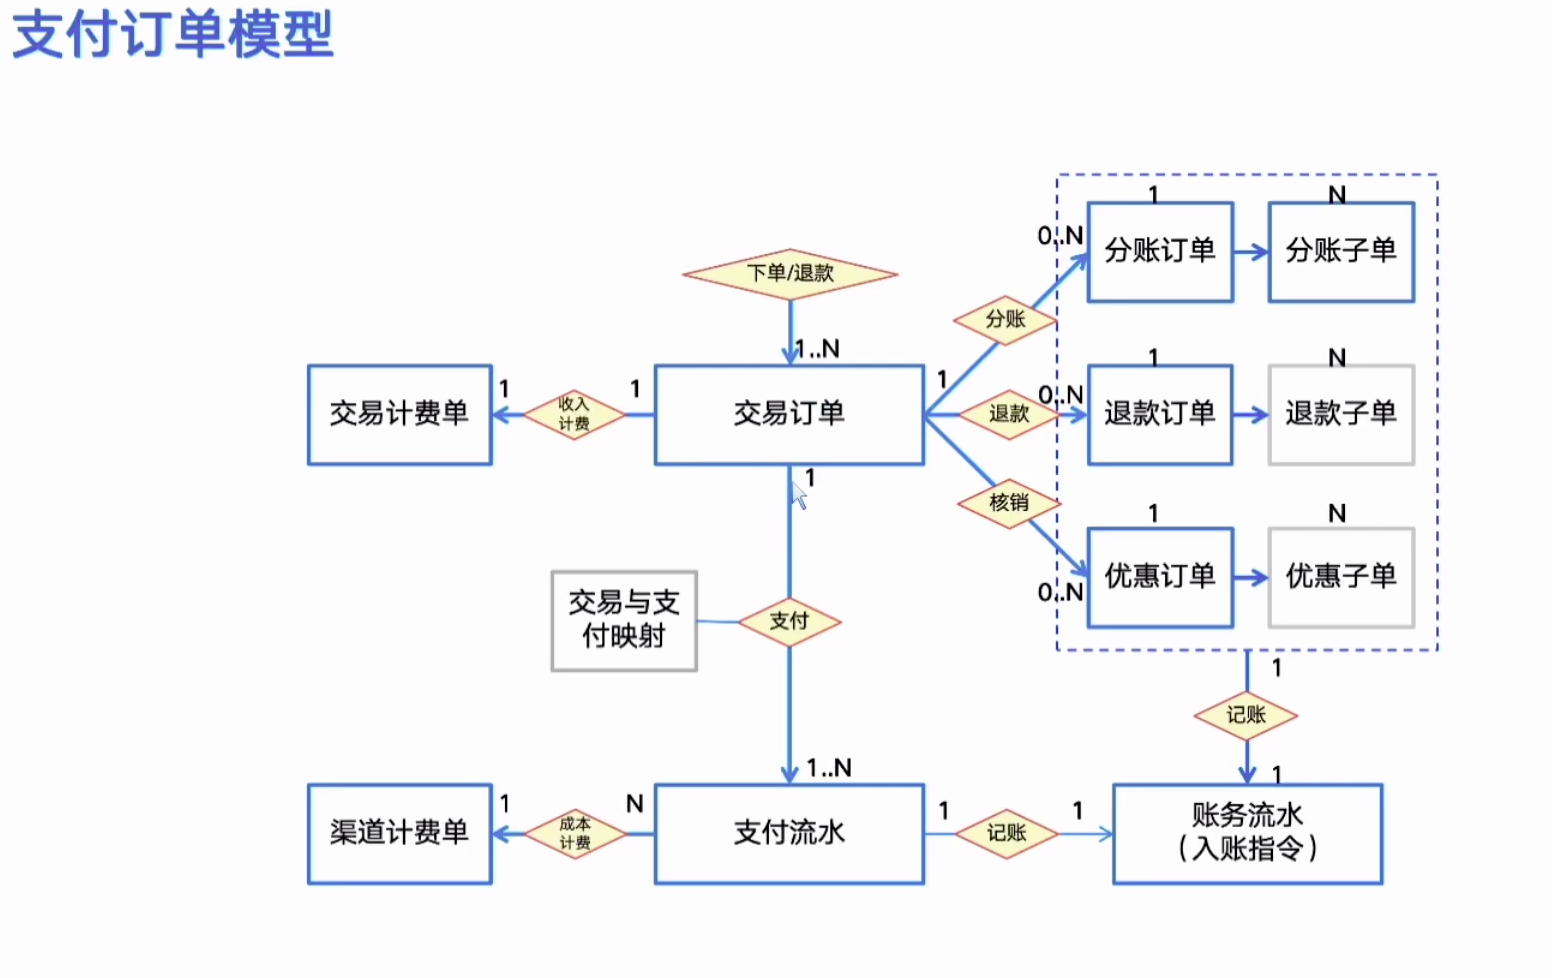 支付订单模型
1
N
0..N
分账订单
分账子单
下单/退款
分账
1..N
1
N
1
1
1
0..N
交易计费单
收入
计费
交易订单
退款
退款订单
退款子单
1
核销
1
N
0..N
优惠订单
优惠子单
交易与支
付映射
支付
1
记账
1..N
1
1
N
1
1
渠道计费单
成本
计费
支付流水
记账
账务流水
（入账指令）